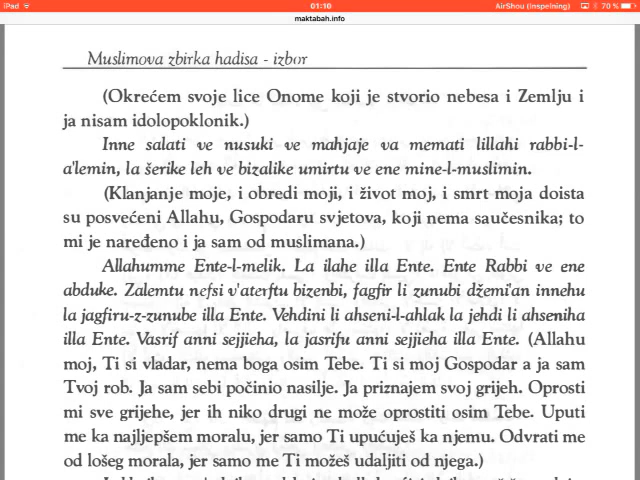 iPad
01:10
AirShou (Inspelning)
70 %
maktabah.info
Muslimova zbirka hadisa - izbor
(Okrećem svoje lice Onome koji je stvorio nebesa i Zemlju i
ja nisam idolopoklonik.)
Inne salati ve nusuki ve mahjaje va memati lillahi rabbi-l-
a'lemin, la šerike leh ve bizalike umirtu ve ene mine-l-muslimin.
(Klanjanje moje, i obredi moji, i život moj, i smrt moja doista
su posvećeni Allahu, Gospodaru svjetova, koji nema saučesnika; to
mi je naređeno i ja sam od muslimana.)
Allahumme Ente-l-melik. La ilahe illa Ente. Ente Rabbi ve ene
abduke. Zalemtu nefsi v'aterftu bizenbi, fagfir li zunubi džemi'an innehu
la jagfiru-z-zunube illa Ente. Vehdini li ahseni-l-ahlak la jehdi li ahseniha
illa Ente. Vasrif anni sejjieha, la jasrifu anni sejjieha illa Ente. (Allahu
moj, Ti si vladar, nema boga osim Tebe. Ti si moj Gospodar a ja sam
Tvoj rob. Ja sam sebi počinio nasilje. Ja priznajem svoj grijeh. Oprosti
mi sve grijehe, jer ih niko drugi ne može oprostiti osim Tebe. Uputi
me ka najljepšem moralu, jer samo Ti upućuješ ka njemu. Odvrati me
od lošeg morala, jer samo me Ti možeš udaljiti od njega.)